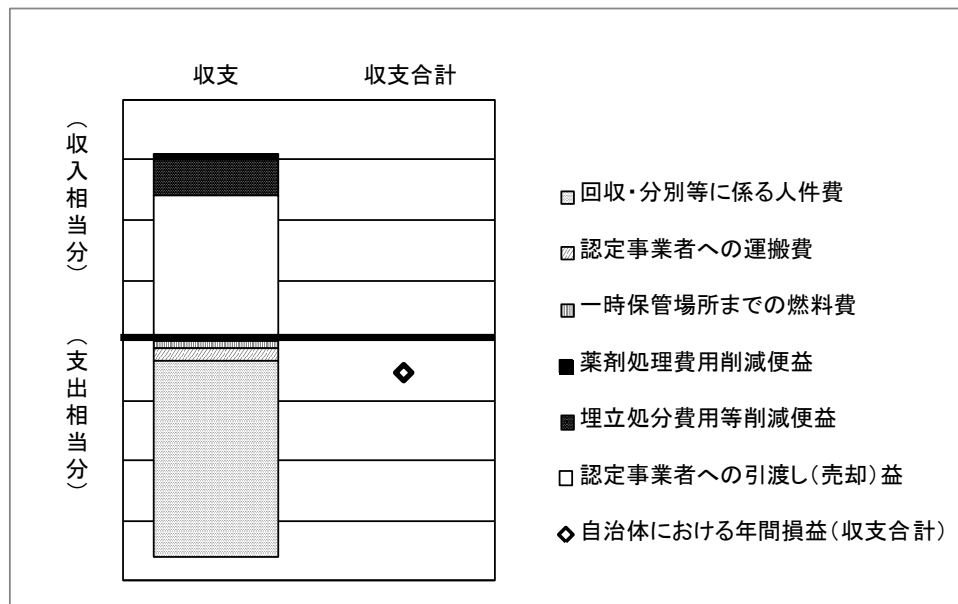 収支
収支合計
（収入相当分）
（支出相当分）
回収・分別等に係る人件費
認定事業者への運搬費
一時保管場所までの燃料費
薬剤処理費用削減便益
埋立処分費用等削減便益
認定事業者への引渡し（売却）益
自治体における年間損益（収支合計）